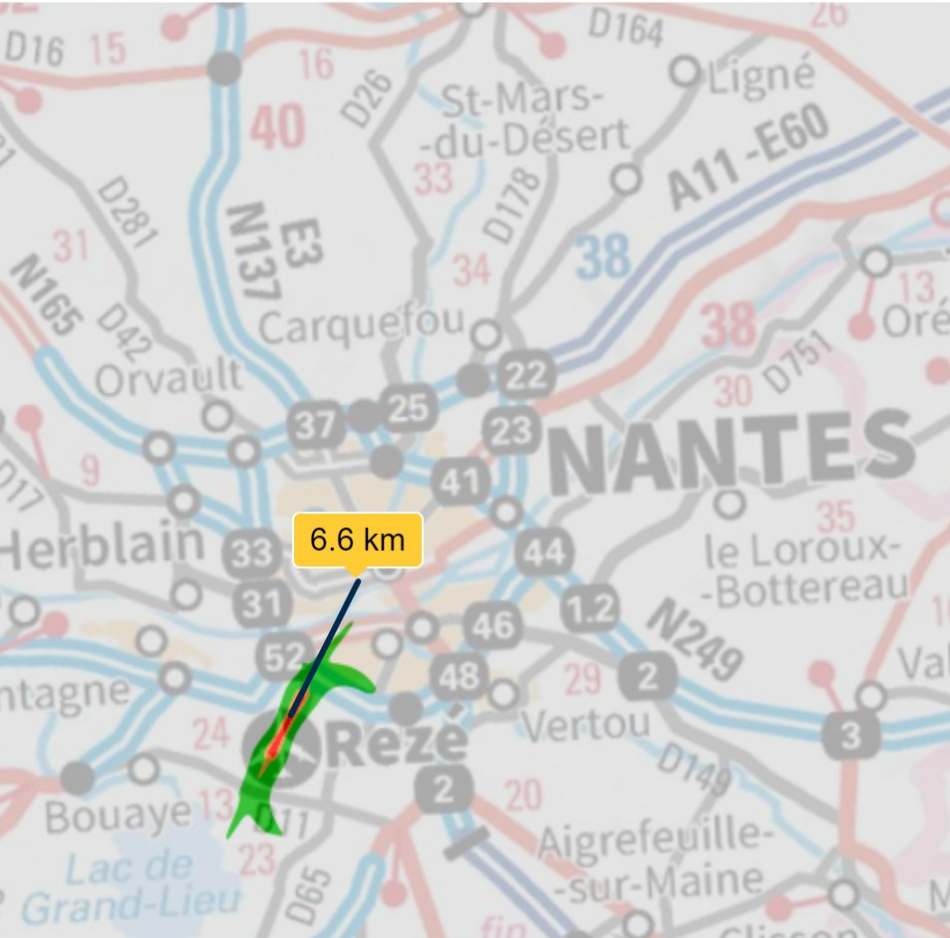 26
D16
15
16
D164
Ligné
D26
St-Mars-
-du-Désert
40
A11 -E60
33
D178
D281
N137
E3
31
34
38
N165
13
D42
Carquefou
38
Oré
D751
Orvault
22
30
25
37
23
NANTES
9
D17
41
35
6.6 km
Herblain
33
44
le Loroux-
-Bottereau
31
1.2
46
N249
52
48
29
2
Val
ntagne
24
Rezé
Vertou
3
D149
2
20
Bouaye
13
D11
Aigrefeuille-
-sur-Maine
23
Lac de
Grand-Lieu
D65
fin
Clisson